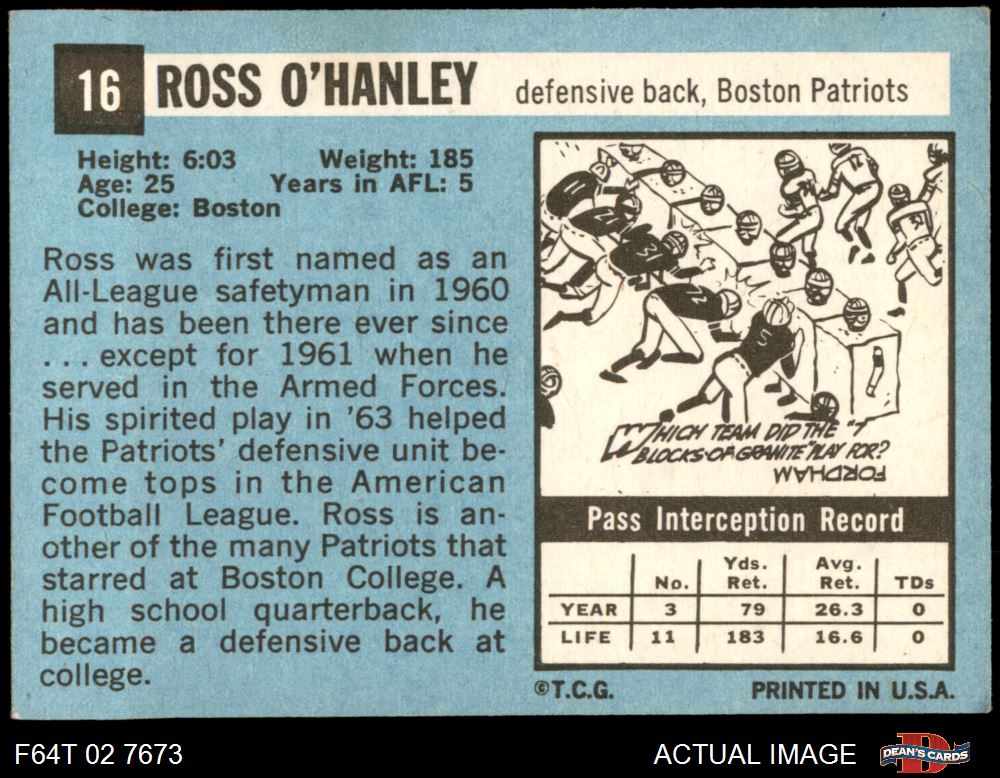 16 ROSS O'HANLEY defensive back, Boston Patriots
Height: 6:03 Weight: 185
Age: 25 Years in AFL: 5
College: Boston
Ross was first named as an
All-League safetyman in 1960
and has been there ever since
...except for 1961 when he
served in the Armed Forces.
His spirited play in '63 helped
the Patriots' defensive unit be-
come tops in the American
Football League. Ross is an-
other of the many Patriots that
starred at Boston College. A
high school quarterback, he
became a defensive back at
college.
WHICH TEAM DID THE "7
BLOCKS-OF GRANITE" PLAY FOR?
FORDHAM
Pass Interception Record
No. Yds. Ret. Avg. Ret. TDs
YEAR 3 79 26.3 0
LIFE 11 183 16.6 0
©T.C.G. PRINTED IN U.S.A.
F64T 02 7673 ACTUAL IMAGE DEAN'S CARDS